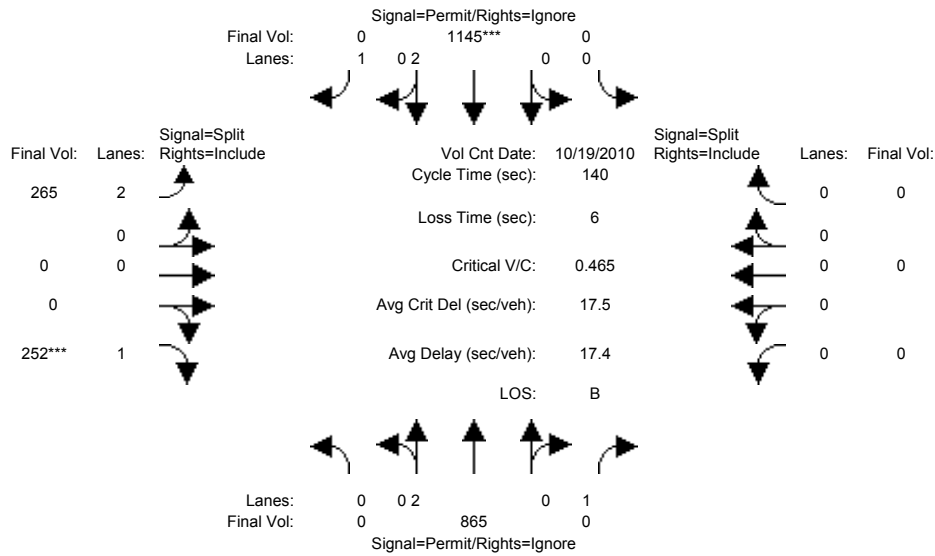 Signal=Permit/Rights=Ignore
Final Vol: 0 1145*** 0
Lanes: 1 0 2 0 0
Signal=Split
Final Vol: Lanes: Rights=Include
Vol Cnt Date: 10/19/2010
Signal=Split
Rights=Include Lanes: Final Vol:
Cycle Time (sec): 140
265 2
0 0
Loss Time (sec): 6
0
0
0 0
Critical V/C: 0.465
0 0
0
Avg Crit Del (sec/veh): 17.5
0
252*** 1
Avg Delay (sec/veh): 17.4
0 0
LOS: B
Lanes: 0 0 2 0 1
Final Vol: 0 865 0
Signal=Permit/Rights=Ignore